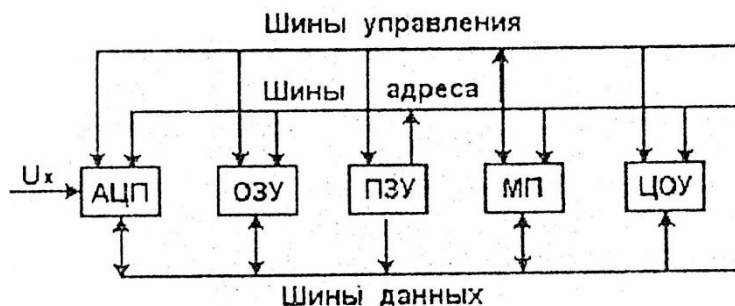 Шины управления
Шины адреса
Ux
АЦП ОЗУ ПЗУ МП ЦОУ
Шины данных